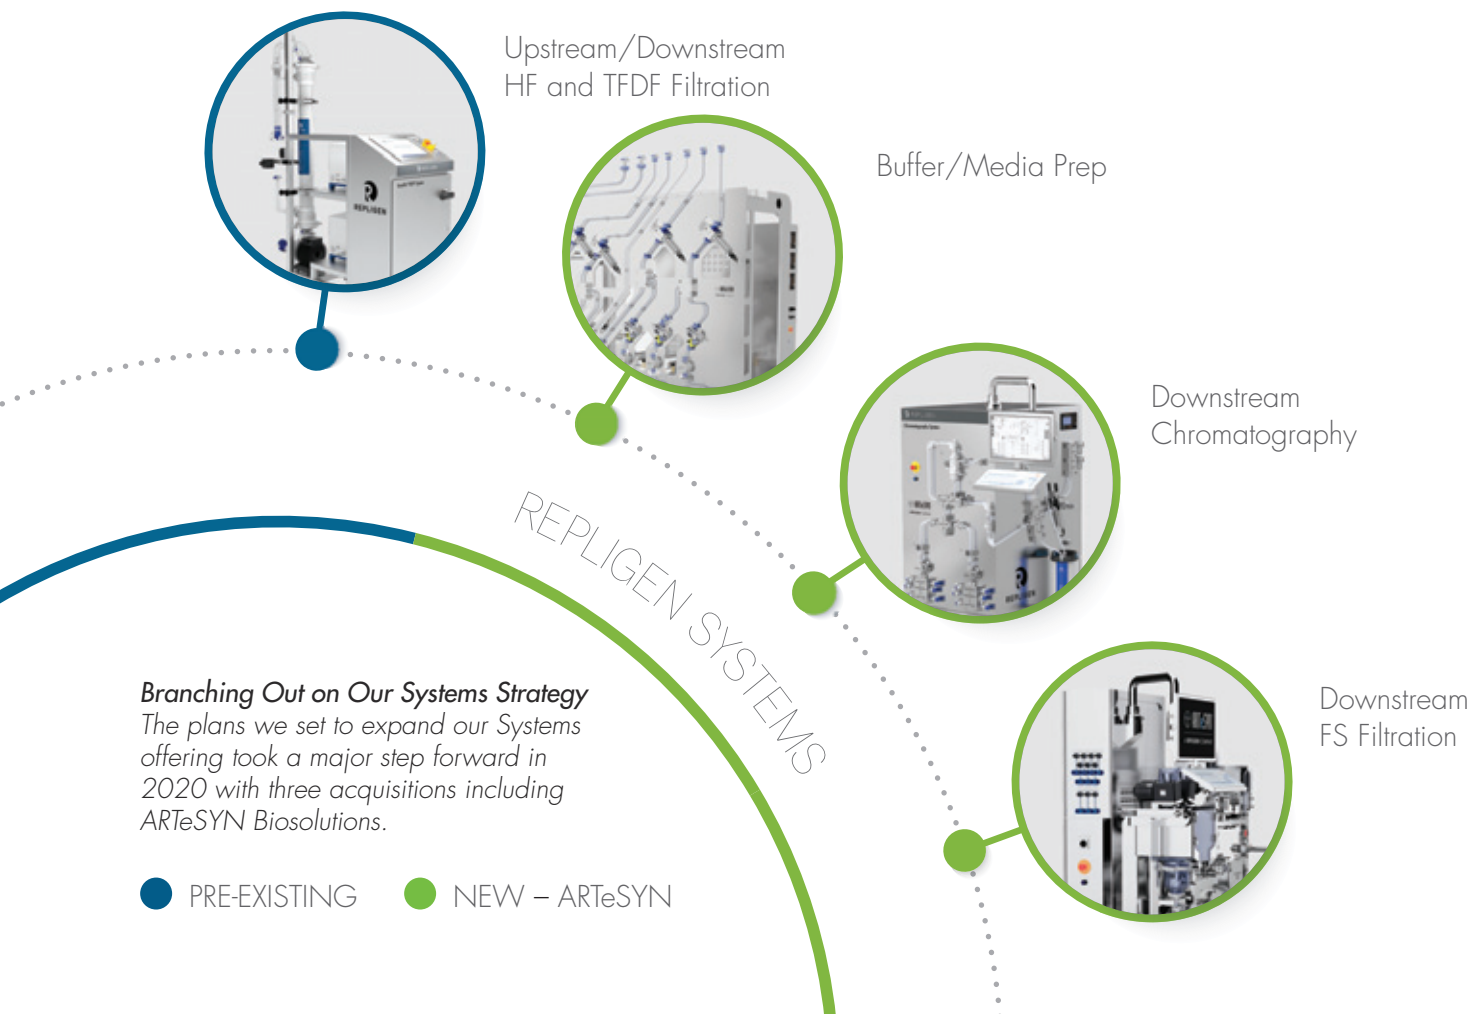 Upstream/Downstream
HF and TFDF Filtration
Buffer/Media Prep
Downstream
Chromatography
Downstream
FS Filtration
REPLIGEN SYSTEMS
REPLIGEN
REPLIGEN
Branching Out on Our Systems Strategy
The plans we set to expand our Systems
offering took a major step forward in
2020 with three acquisitions including
ARTeSYN Biosolutions.
PRE-EXISTING
NEW – ARTeSYN